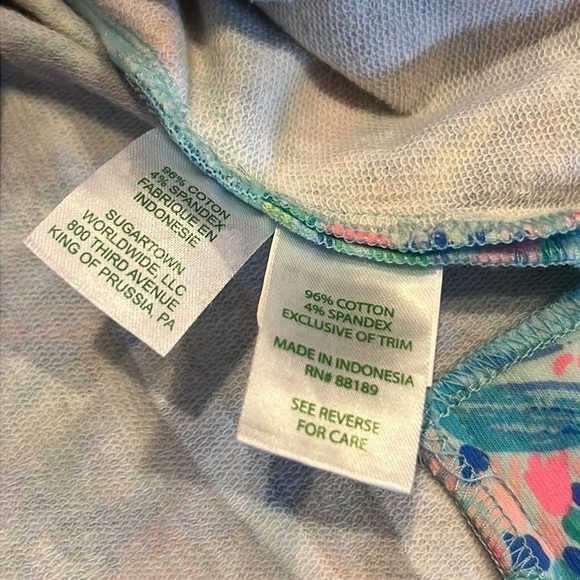 96% COTON
4% SPANDEX
FABRIQUE EN
INDONESIE
SUGARTOWN
WORLDWIDE, LLC
800 THIRD AVENUE
KING OF PRUSSIA, PA
96% COTTON
4% SPANDEX
EXCLUSIVE OF TRIM
MADE IN INDONESIA
RN# 88189
SEE REVERSE
FOR CARE